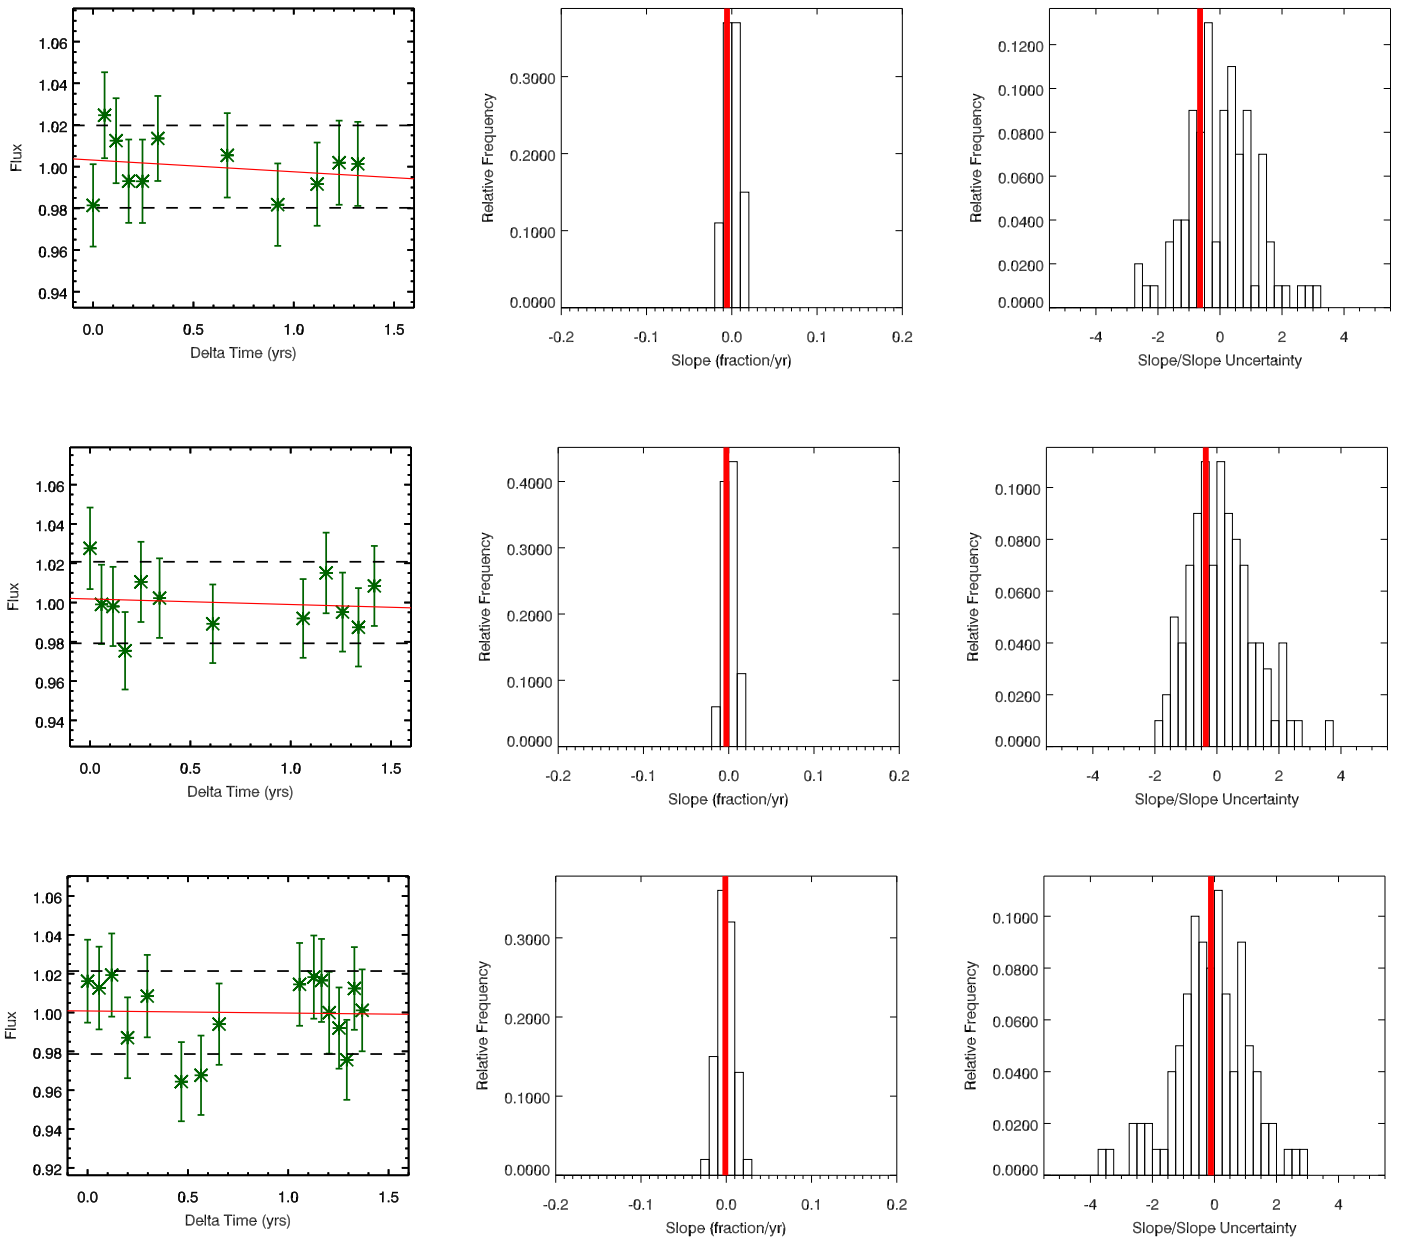 1.06
1.04
1.02
1.00
0.98
0.96
0.94
Flux
0.0 0.5 1.0 1.5
Delta Time (yrs)
0.3000
0.2000
0.1000
0.0000
Relative Frequency
-0.2 -0.1 0.0 0.1 0.2
Slope (fraction/yr)
0.1200
0.1000
0.0800
0.0600
0.0400
0.0200
0.0000
Relative Frequency
-4 -2 0 2 4
Slope/Slope Uncertainty
1.06
1.04
1.02
1.00
0.98
0.96
0.94
Flux
0.0 0.5 1.0 1.5
Delta Time (yrs)
0.4000
0.3000
0.2000
0.1000
0.0000
Relative Frequency
-0.2 -0.1 0.0 0.1 0.2
Slope (fraction/yr)
0.1000
0.0800
0.0600
0.0400
0.0200
0.0000
Relative Frequency
-4 -2 0 2 4
Slope/Slope Uncertainty
1.06
1.04
1.02
1.00
0.98
0.96
0.94
0.92
Flux
0.0 0.5 1.0 1.5
Delta Time (yrs)
0.3000
0.2000
0.1000
0.0000
Relative Frequency
-0.2 -0.1 0.0 0.1 0.2
Slope (fraction/yr)
0.1000
0.0800
0.0600
0.0400
0.0200
0.0000
Relative Frequency
-4 -2 0 2 4
Slope/Slope Uncertainty